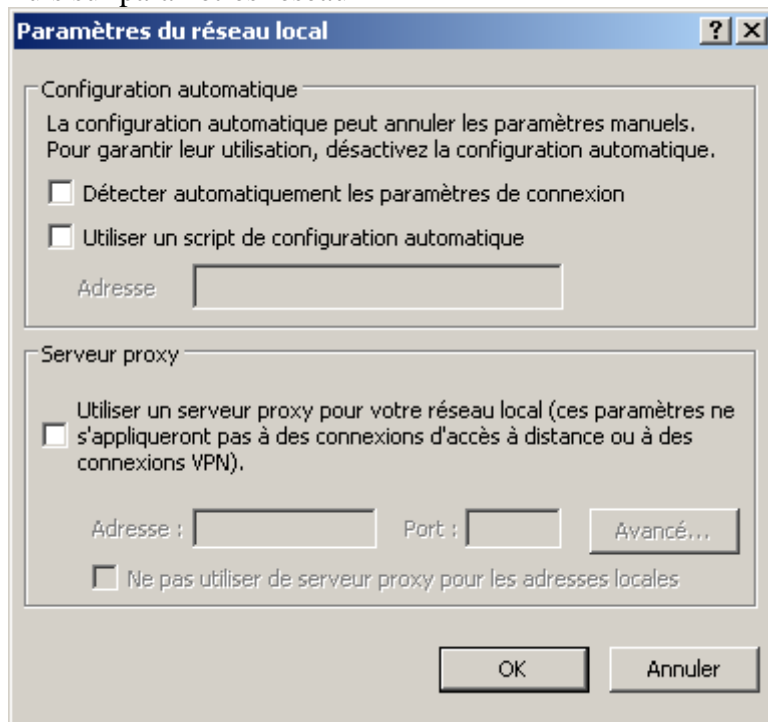 Paramètres du réseau local
Configuration automatique
La configuration automatique peut annuler les paramètres manuels.
Pour garantir leur utilisation, désactivez la configuration automatique.
Détecter automatiquement les paramètres de connexion
Utiliser un script de configuration automatique
Adresse
Serveur proxy
Utiliser un serveur proxy pour votre réseau local (ces paramètres ne
s'appliqueront pas à des connexions d'accès à distance ou à des
connexions VPN).
Adresse : Port : Avancé...
Ne pas utiliser de serveur proxy pour les adresses locales
OK Annuler